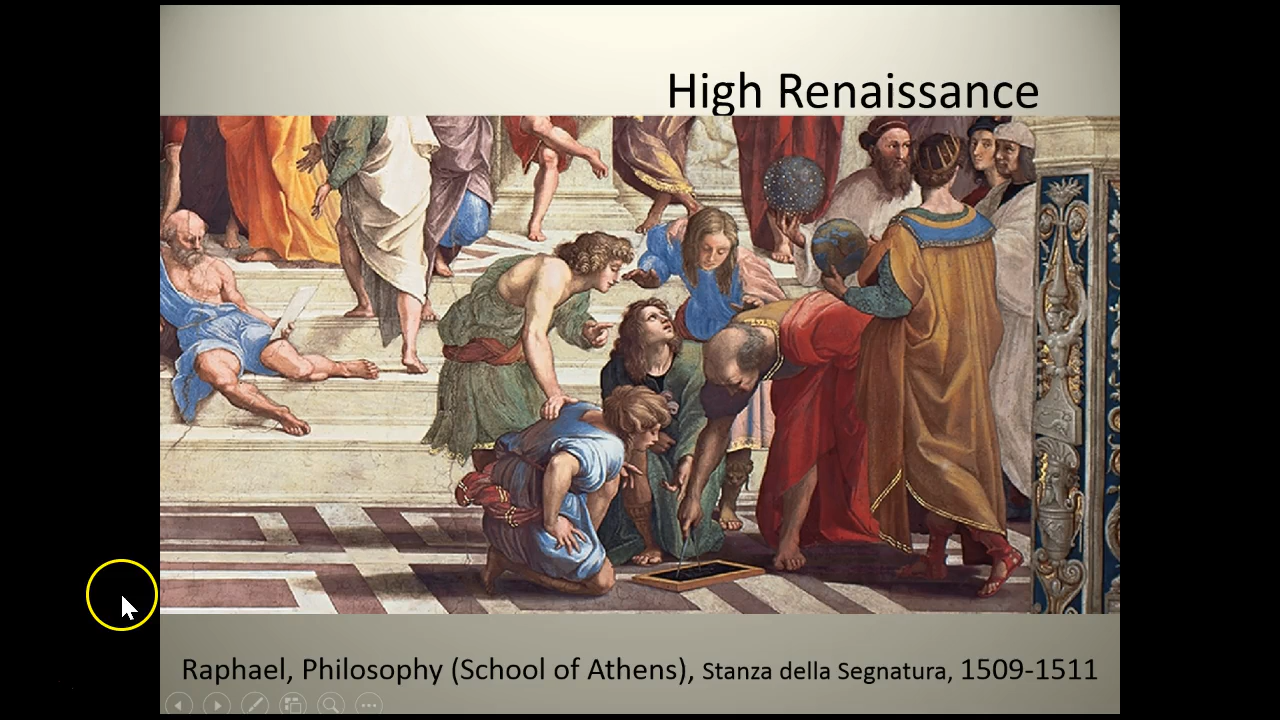 High Renaissance
Raphael, Philosophy (School of Athens), Stanza della Segnatura, 1509-1511